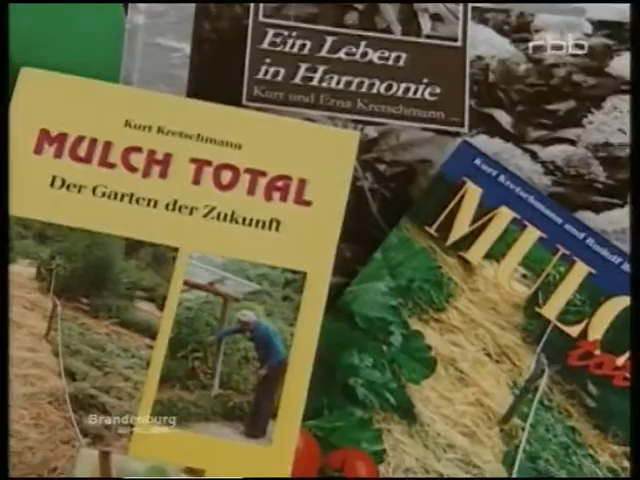 Ein Leben
in Harmonie
Kurt und Erna Kretschmann
rbb
Kurt Kretschmann
MULCH TOTAL
Der Garten der Zukunft
Kurt Kretschmann und Rudolf
MULC
Brandenburg